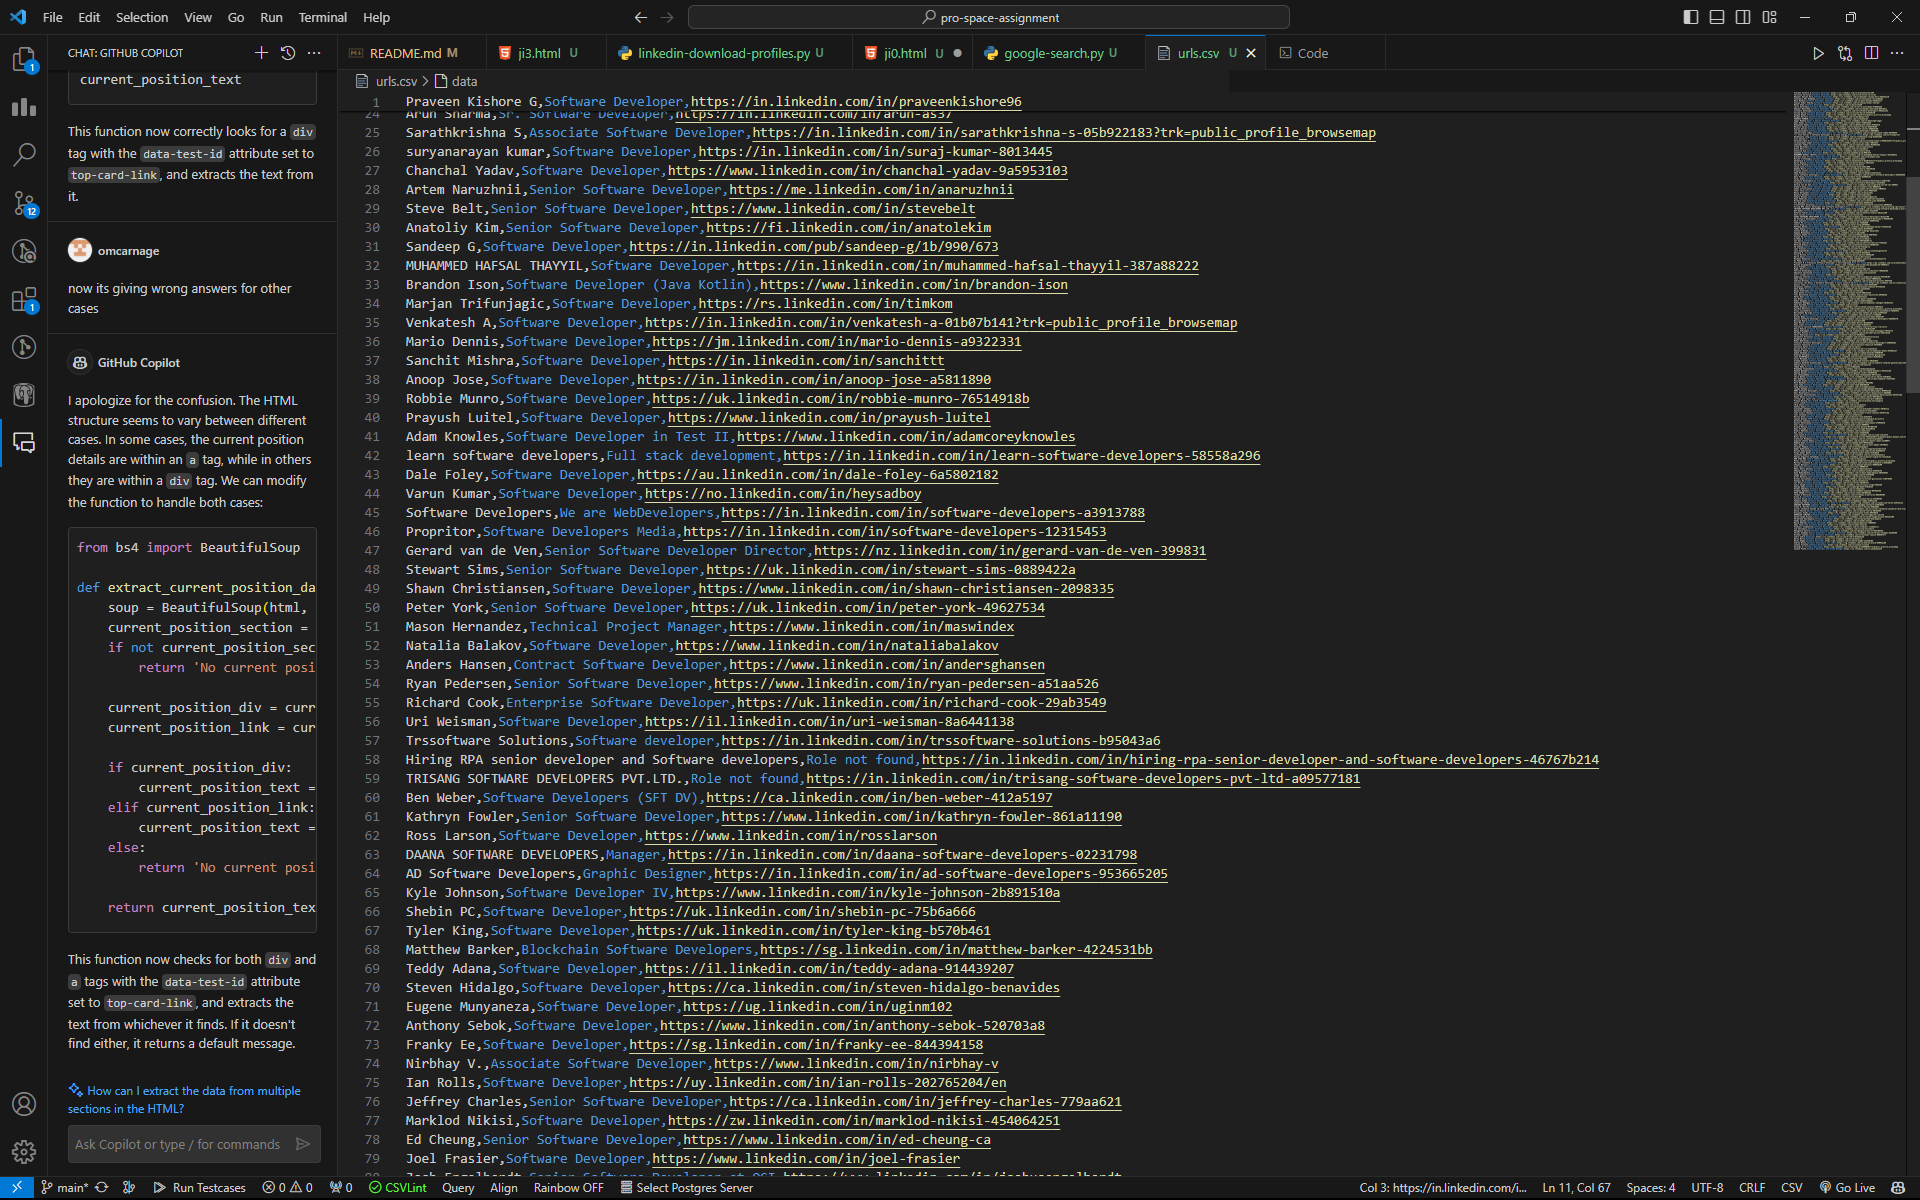 File Edit Selection View Go Run Terminal Help
pro-space-assignment
CHAT: GITHUB COPILOT
README.md M
ji3.html U
linkedin-download-profiles.py U
ji0.html U
google-search.py U
urls.csv U
Code
urls.csv > data
current_position_text
This function now correctly looks for a div
tag with the data-test-id attribute set to
top-card-link, and extracts the text from
it.
omcarnage
now its giving wrong answers for other
cases
GitHub Copilot
I apologize for the confusion. The HTML
structure seems to vary between different
cases. In some cases, the current position
details are within an a tag, while in others
they are within a div tag. We can modify
the function to handle both cases:
from bs4 import BeautifulSoup
def extract_current_position_da
soup = BeautifulSoup(html,
current_position_section =
if not current_position_sec
return 'No current posi
current_position_div = curr
current_position_link = cur
if current_position_div:
current_position_text =
elif current_position_link:
current_position_text =
else:
return 'No current posi
return current_position_tex
This function now checks for both div and
a tags with the data-test-id attribute
set to top-card-link, and extracts the
text from whichever it finds. If it doesn't
find either, it returns a default message.
How can I extract the data from multiple
sections in the HTML?
Ask Copilot or type / for commands
1 Praveen Kishore G,Software Developer,https://in.linkedin.com/in/praveenkishore96
24 Arun Sharma,Sr. Software Developer,https://in.linkedin.com/in/arun-as37
25 Sarathkrishna S,Associate Software Developer,https://in.linkedin.com/in/sarathkrishna-s-05b922183?trk=public_profile_browsemap
26 suryanarayan kumar,Software Developer,https://in.linkedin.com/in/suraj-kumar-8013445
27 Chanchal Yadav,Software Developer,https://www.linkedin.com/in/chanchal-yadav-9a5953103
28 Artem Naruzhnii,Senior Software Developer,https://me.linkedin.com/in/anaruzhnii
29 Steve Belt,Senior Software Developer,https://www.linkedin.com/in/stevebelt
30 Anatoliy Kim,Senior Software Developer,https://fi.linkedin.com/in/anatolekim
31 Sandeep G,Software Developer,https://in.linkedin.com/pub/sandeep-g/1b/990/673
32 MUHAMMED HAFSAL THAYYIL,Software Developer,https://in.linkedin.com/in/muhammed-hafsal-thayyil-387a88222
33 Brandon Ison,Software Developer (Java Kotlin),https://www.linkedin.com/in/brandon-ison
34 Marjan Trifunjagic,Software Developer,https://rs.linkedin.com/in/timkom
35 Venkatesh A,Software Developer,https://in.linkedin.com/in/venkatesh-a-01b07b141?trk=public_profile_browsemap
36 Mario Dennis,Software Developer,https://jm.linkedin.com/in/mario-dennis-a9322331
37 Sanchit Mishra,Software Developer,https://in.linkedin.com/in/sanchittt
38 Anoop Jose,Software Developer,https://in.linkedin.com/in/anoop-jose-a5811890
39 Robbie Munro,Software Developer,https://uk.linkedin.com/in/robbie-munro-76514918b
40 Prayush Luitel,Software Developer,https://www.linkedin.com/in/prayush-luitel
41 Adam Knowles,Software Developer in Test II,https://www.linkedin.com/in/adamcoreyknowles
42 learn software developers,Full stack development,https://in.linkedin.com/in/learn-software-developers-58558a296
43 Dale Foley,Software Developer,https://au.linkedin.com/in/dale-foley-6a5802182
44 Varun Kumar,Software Developer,https://no.linkedin.com/in/heysadboy
45 Software Developers,We are WebDevelopers,https://in.linkedin.com/in/software-developers-a3913788
46 Propritor,Software Developers Media,https://in.linkedin.com/in/software-developers-12315453
47 Gerard van de Ven,Senior Software Developer Director,https://nz.linkedin.com/in/gerard-van-de-ven-399831
48 Stewart Sims,Senior Software Developer,https://uk.linkedin.com/in/stewart-sims-0889422a
49 Shawn Christiansen,Software Developer,https://www.linkedin.com/in/shawn-christiansen-2098335
50 Peter York,Senior Software Developer,https://uk.linkedin.com/in/peter-york-49627534
51 Mason Hernandez,Technical Project Manager,https://www.linkedin.com/in/maswindex
52 Natalia Balakov,Software Developer,https://www.linkedin.com/in/nataliabalakov
53 Anders Hansen,Contract Software Developer,https://www.linkedin.com/in/andersghansen
54 Ryan Pedersen,Senior Software Developer,https://www.linkedin.com/in/ryan-pedersen-a51aa526
55 Richard Cook,Enterprise Software Developer,https://uk.linkedin.com/in/richard-cook-29ab3549
56 Uri Weisman,Software Developer,https://il.linkedin.com/in/uri-weisman-8a6441138
57 Trssoftware Solutions,Software developer,https://in.linkedin.com/in/trssoftware-solutions-b95043a6
58 Hiring RPA senior developer and Software developers,Role not found,https://in.linkedin.com/in/hiring-rpa-senior-developer-and-software-developers-46767b214
59 TRISANG SOFTWARE DEVELOPERS PVT.LTD.,Role not found,https://in.linkedin.com/in/trisang-software-developers-pvt-ltd-a09577181
60 Ben Weber,Software Developers (SFT DV),https://ca.linkedin.com/in/ben-weber-412a5197
61 Kathryn Fowler,Senior Software Developer,https://www.linkedin.com/in/kathryn-fowler-861a11190
62 Ross Larson,Software Developer,https://www.linkedin.com/in/rosslarson
63 DAANA SOFTWARE DEVELOPERS,Manager,https://in.linkedin.com/in/daana-software-developers-02231798
64 AD Software Developers,Graphic Designer,https://in.linkedin.com/in/ad-software-developers-953665205
65 Kyle Johnson,Software Developer IV,https://www.linkedin.com/in/kyle-johnson-2b891510a
66 Shebin PC,Software Developer,https://uk.linkedin.com/in/shebin-pc-75b6a666
67 Tyler King,Software Developer,https://uk.linkedin.com/in/tyler-king-b570b461
68 Matthew Barker,Blockchain Software Developers,https://sg.linkedin.com/in/matthew-barker-4224531bb
69 Teddy Adana,Software Developer,https://il.linkedin.com/in/teddy-adana-914439207
70 Steven Hidalgo,Software Developer,https://ca.linkedin.com/in/steven-hidalgo-benavides
71 Eugene Munyaneza,Software Developer,https://ug.linkedin.com/in/uginm102
72 Anthony Sebok,Software Developer,https://www.linkedin.com/in/anthony-sebok-520703a8
73 Franky Ee,Software Developer,https://sg.linkedin.com/in/franky-ee-844394158
74 Nirbhay V.,Associate Software Developer,https://www.linkedin.com/in/nirbhay-v
75 Ian Rolls,Software Developer,https://uy.linkedin.com/in/ian-rolls-202765204/en
76 Jeffrey Charles,Senior Software Developer,https://ca.linkedin.com/in/jeffrey-charles-779aa621
77 Marklod Nikisi,Software Developer,https://zw.linkedin.com/in/marklod-nikisi-454064251
78 Ed Cheung,Senior Software Developer,https://www.linkedin.com/in/ed-cheung-ca
79 Joel Frasier,Software Developer,https://www.linkedin.com/in/joel-frasier
main* Run Testcases 0 0 0 CSVLint Query Align Rainbow OFF Select Postgres Server Col 3: https://in.linkedin.com/i... Ln 11, Col 67 Spaces: 4 UTF-8 CRLF CSV Go Live